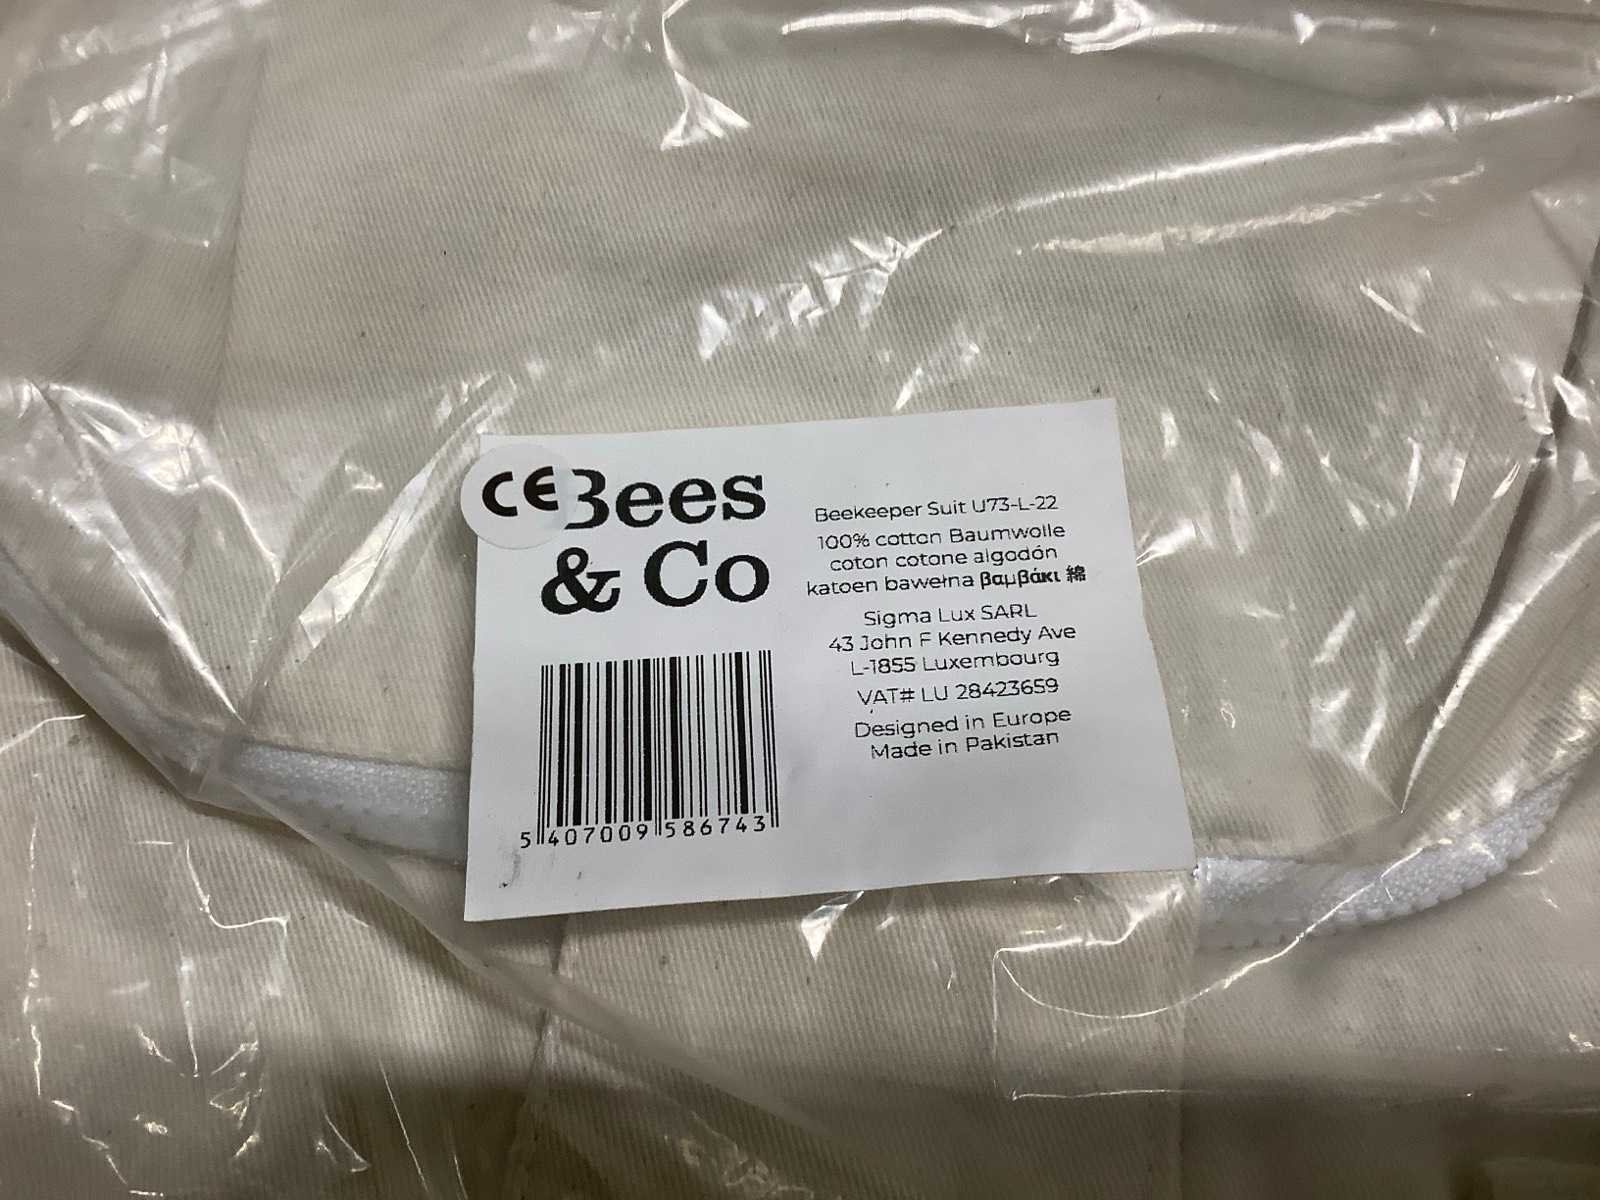 CE
Bees
& Co
5 407009 586743
Beekeeper Suit U73-L-22
100% cotton Baumwolle
coton cotone algodón
katoen bawełna βαμβάκι 綿
Sigma Lux SARL
43 John F Kennedy Ave
L-1855 Luxembourg
VAT# LU 28423659
Designed in Europe
Made in Pakistan